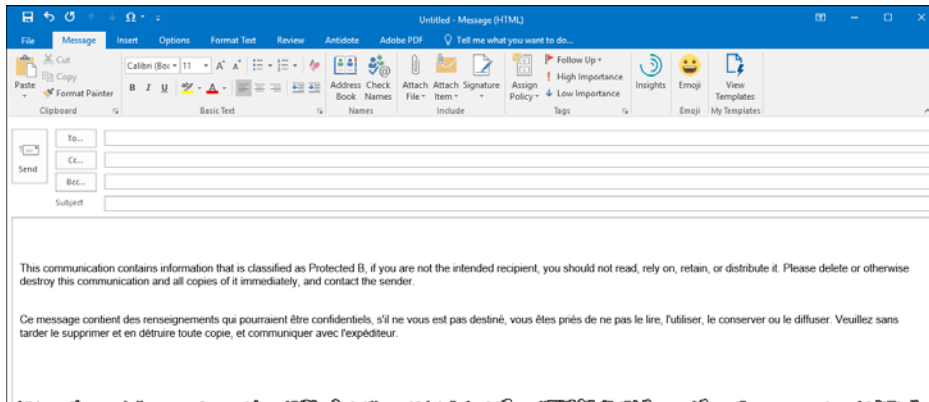 Untitled - Message (HTML)
File Message Insert Options Format Text Review Antidote Adobe PDF Tell me what you want to do...
Cut
Copy
Paste Format Painter
Calibri (Boc 11
B I U
Address Book
Check Names
Attach File
Attach Item
Signature
Assign Policy
Follow Up
High Importance
Low Importance
Insights
Emoji
View Templates
Clipboard Basic Text Names Include Tags Emoji My Templates
Send
To...
Cc...
Bcc...
Subject
This communication contains information that is classified as Protected B, if you are not the intended recipient, you should not read, rely on, retain, or distribute it. Please delete or otherwise
destroy this communication and all copies of it immediately, and contact the sender.
Ce message contient des renseignements qui pourraient être confidentiels, s'il ne vous est pas destiné, vous êtes priés de ne pas le lire, l'utiliser, le conserver ou le diffuser. Veuillez sans
tarder le supprimer et en détruire toute copie, et communiquer avec l'expéditeur.